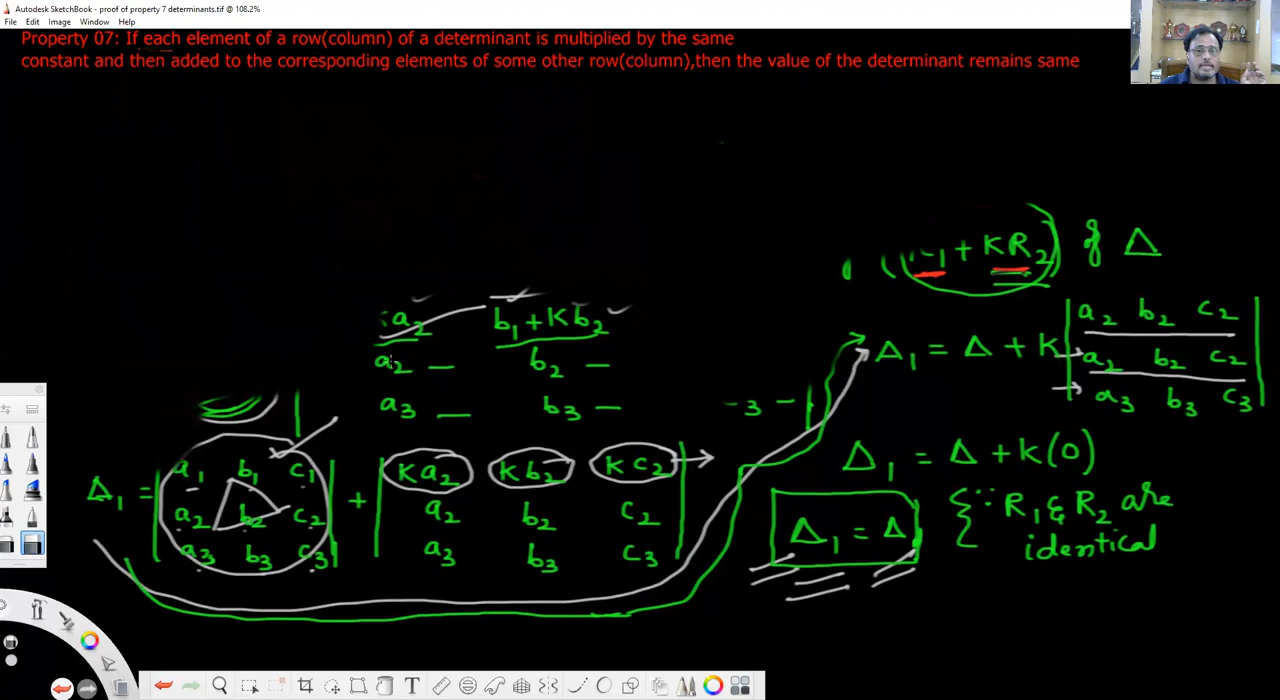 Autodesk SketchBook - proof of property 7 determinants.tif @ 108.2%
File Edit Image Window Help
Property 07: If each element of a row(column) of a determinant is multiplied by the same
constant and then added to the corresponding elements of some other row(column),then the value of the determinant remains same
+ KR₂) of Δ
a₂ b₁+Kb₂
a₂ — b₂ —
a₃ — b₃ —
- 3 -
Δ₁ = Δ + K | a₂ b₂ c₂ |
| a₂ b₂ c₂ |
| a₃ b₃ c₃ |
Δ₁ = | a₁ b₁ c₁ | + | Ka₂ Kb₂ Kc₂ |
| a₂ b₂ c₂ | | a₂ b₂ c₂ |
| a₃ b₃ c₃ | | a₃ b₃ c₃ |
Δ₁ = Δ + K(0)
Δ₁ = Δ
{∵ R₁ & R₂ are
identical
T